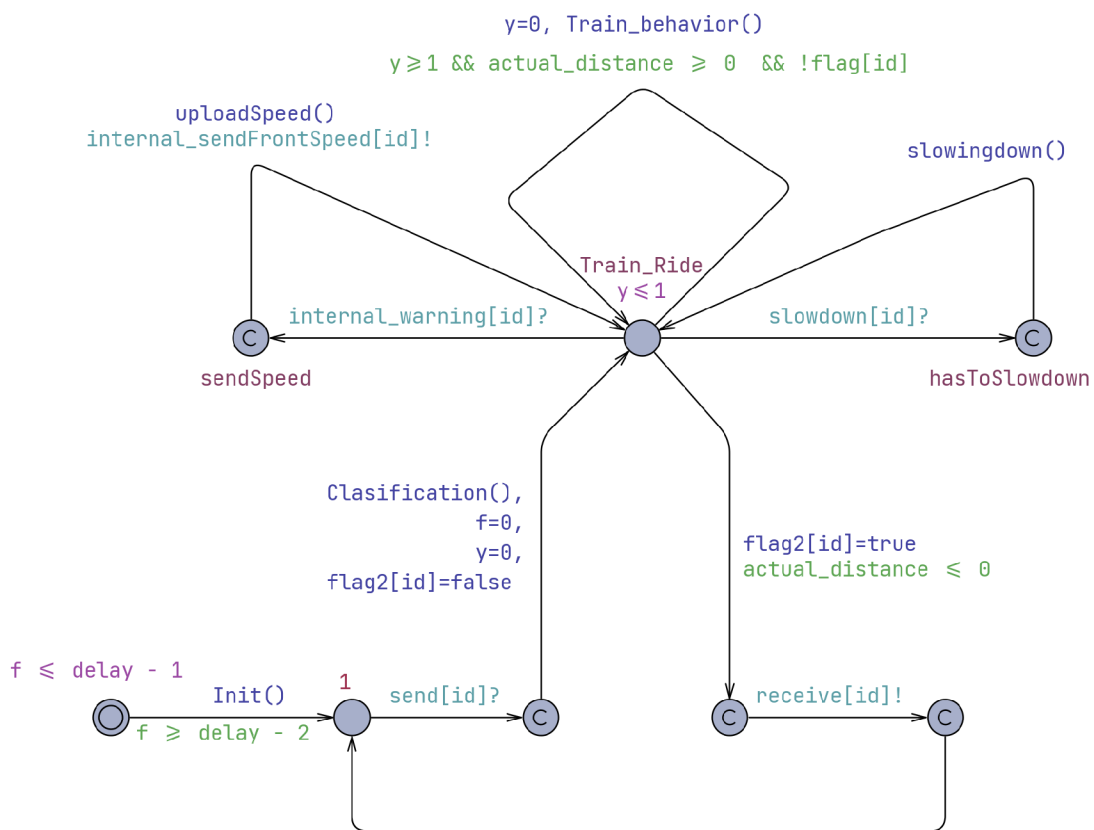 y=0, Train_behavior()
y⩾1 && actual_distance ⩾ 0 && !flag[id]
uploadSpeed()
internal_sendFrontSpeed[id]!
slowingdown()
Train_Ride
y⩽1
internal_warning[id]?
slowdown[id]?
C
C
sendSpeed
hasToSlowdown
Clasification(),
f=0,
y=0,
flag2[id]=false
flag2[id]=true
actual_distance ⩽ 0
f ⩽ delay - 1
Init()
f ⩾ delay - 2
1
send[id]?
C
C
receive[id]!
C